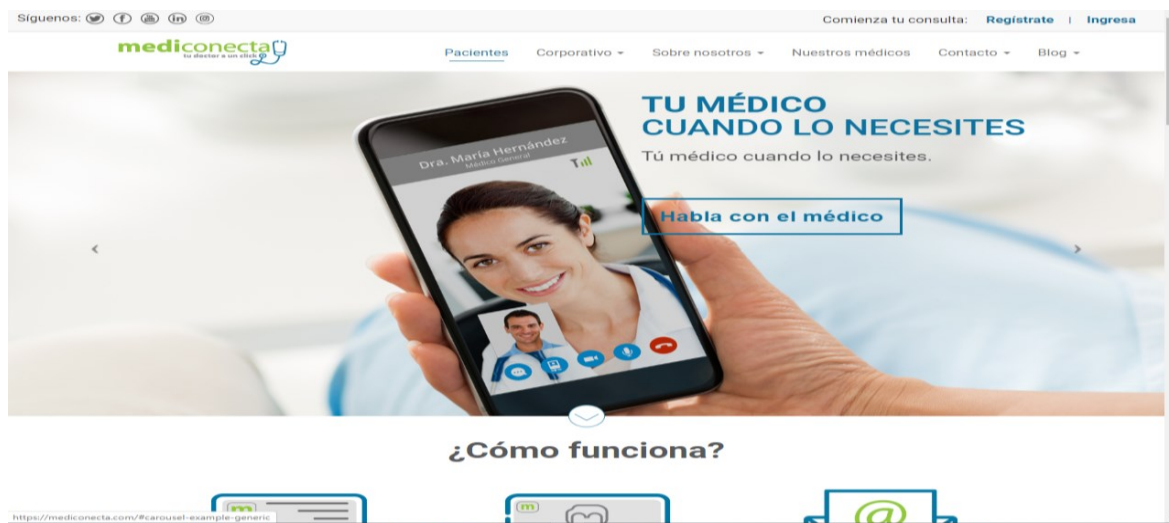 Síguenos:
Comienza tu consulta: Regístrate | Ingresa
mediconecta
tu doctor a un click
Pacientes Corporativo Sobre nosotros Nuestros médicos Contacto Blog
TU MÉDICO
CUANDO LO NECESITES
Tú médico cuando lo necesites.
Habla con el médico
Dra. María Hernández
Médico General
¿Cómo funciona?
m
m
@
https://mediconecta.com/#carousel-example-generic